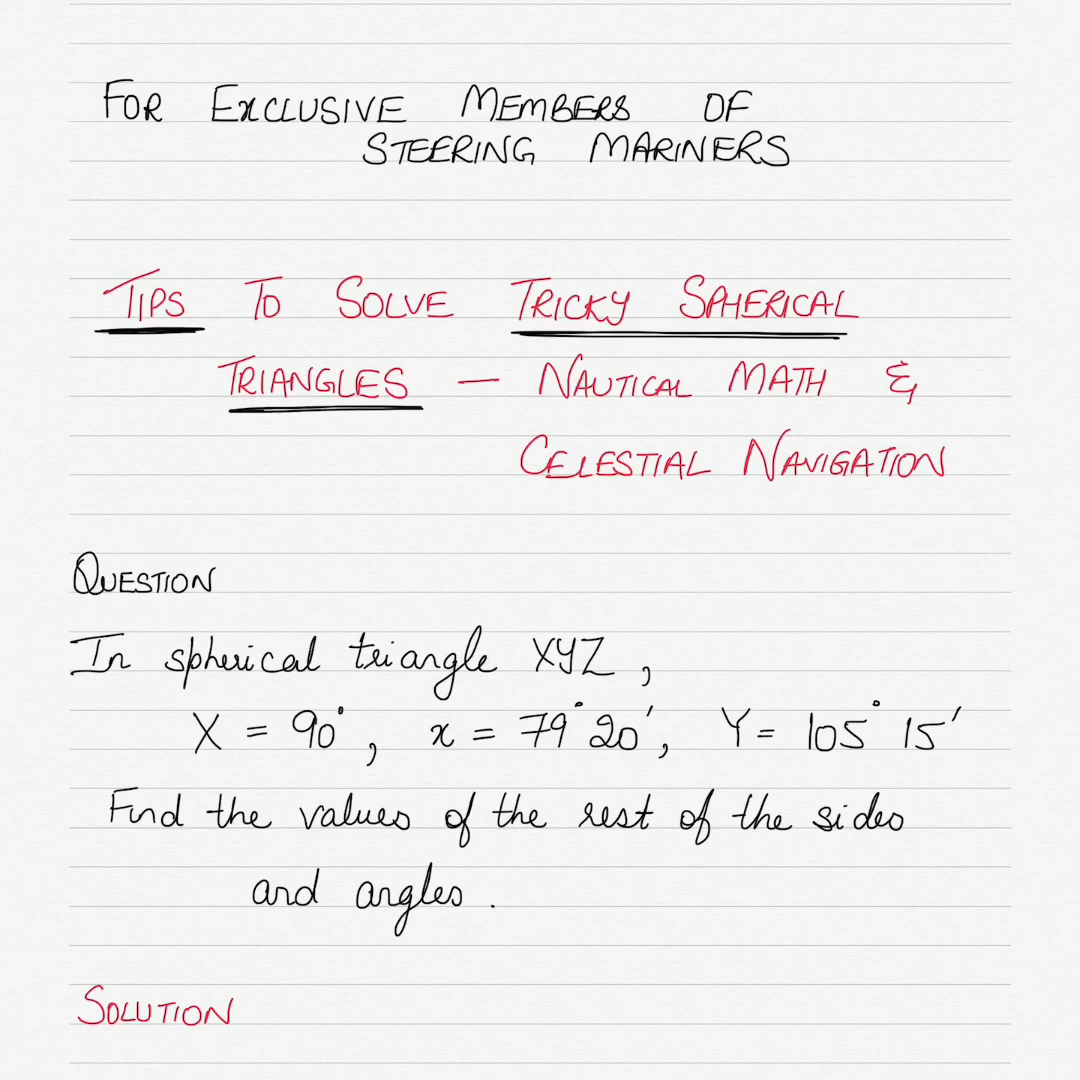 FOR EXCLUSIVE MEMBERS OF
STEERING MARINERS
TIPS TO SOLVE TRICKY SPHERICAL
TRIANGLES — NAUTICAL MATH &
CELESTIAL NAVIGATION
QUESTION
In spherical triangle XYZ,
X = 90°, x = 79°20', Y = 105° 15'
Find the values of the rest of the sides
and angles.
SOLUTION